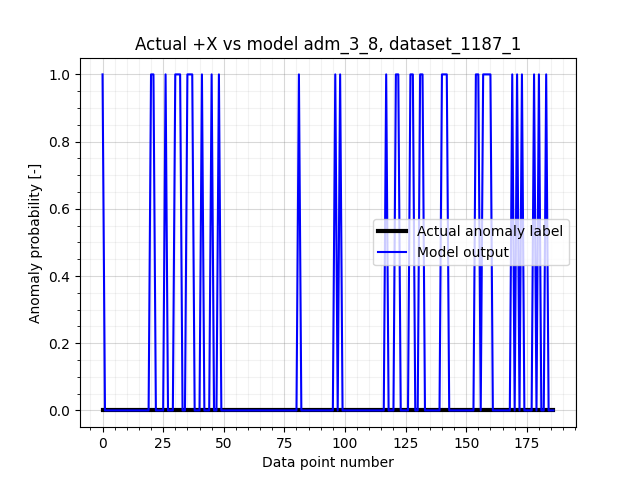 Actual +X vs model adm_3_8, dataset_1187_1
1.0
0.8
0.6
0.4
0.2
0.0
Anomaly probability [-]
Actual anomaly label
Model output
0 25 50 75 100 125 150 175
Data point number